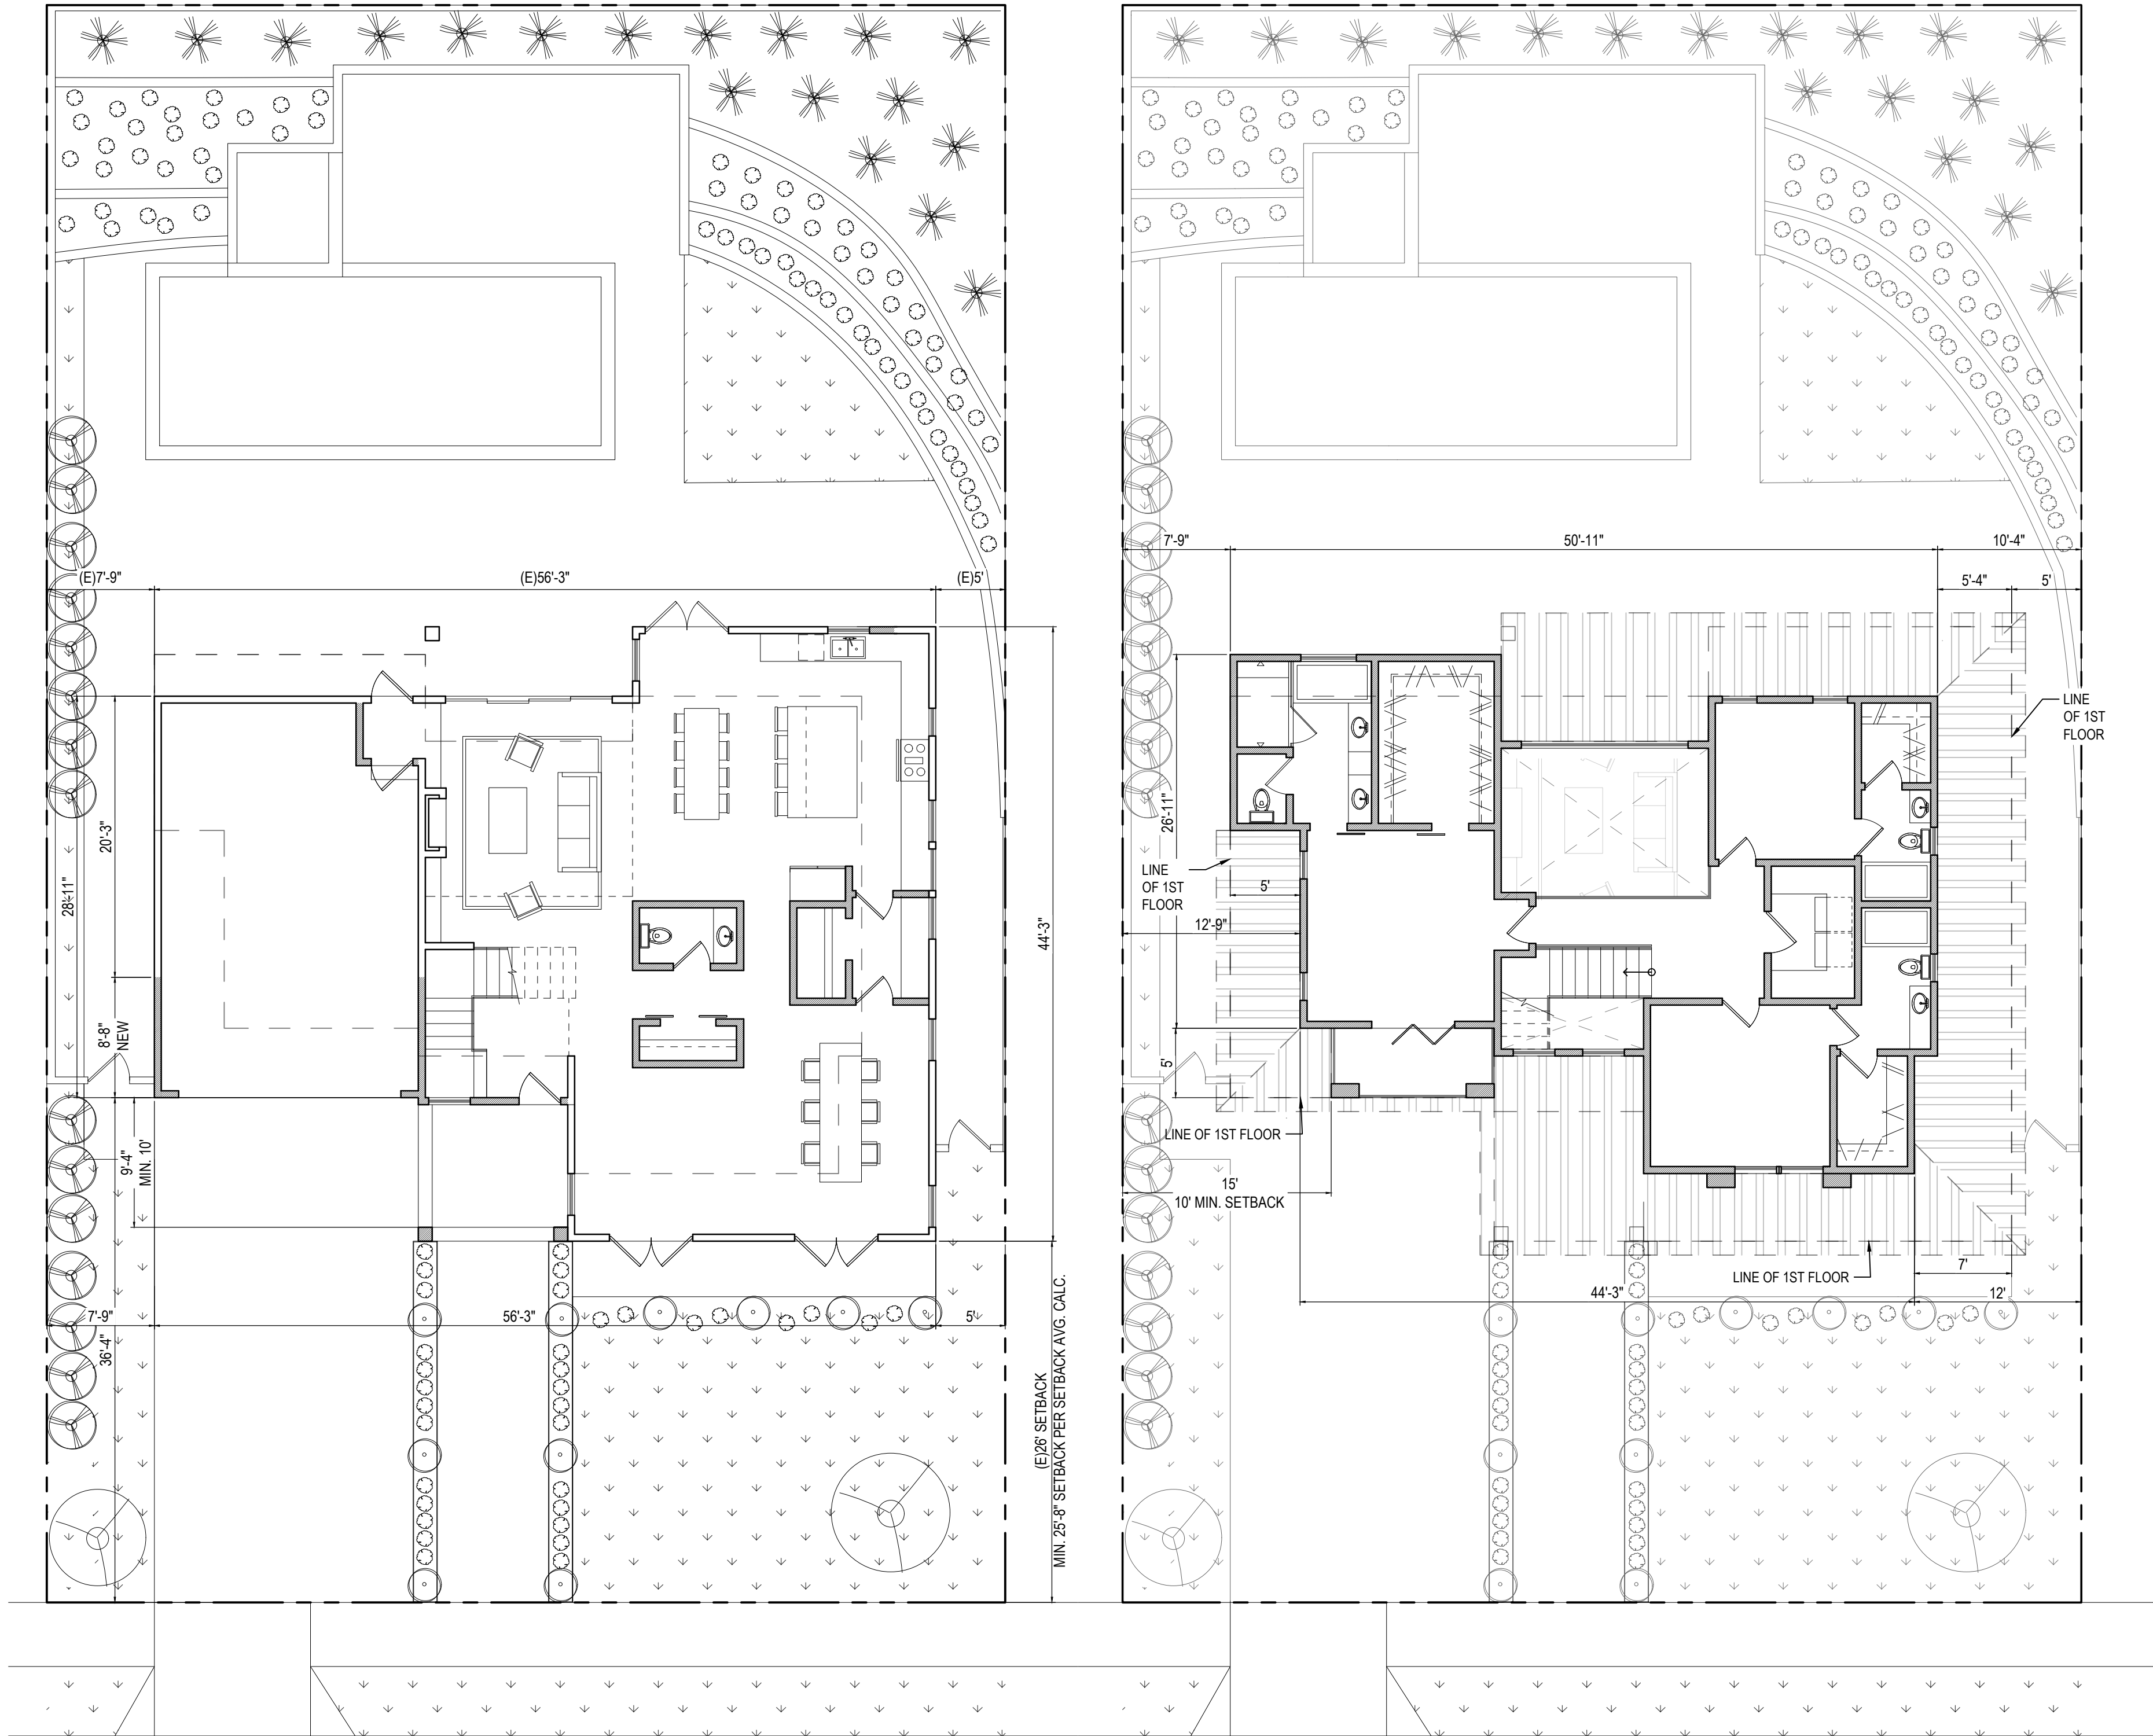 (E)7'-9"
(E)56'-3"
(E)5'
20'-3"
28'-11"
8'-8"
NEW
9'-4"
MIN. 10'
44'-3"
7'-9"
56'-3"
5'
36'-4"
(E)26' SETBACK
MIN. 25'-8" SETBACK PER SETBACK AVG. CALC.
7'-9"
50'-11"
10'-4"
5'-4"
5'
LINE
OF 1ST
FLOOR
26'-11"
LINE
OF 1ST
FLOOR
5'
12'-9"
5'
LINE OF 1ST FLOOR
15'
10' MIN. SETBACK
LINE OF 1ST FLOOR
7'
44'-3"
12'